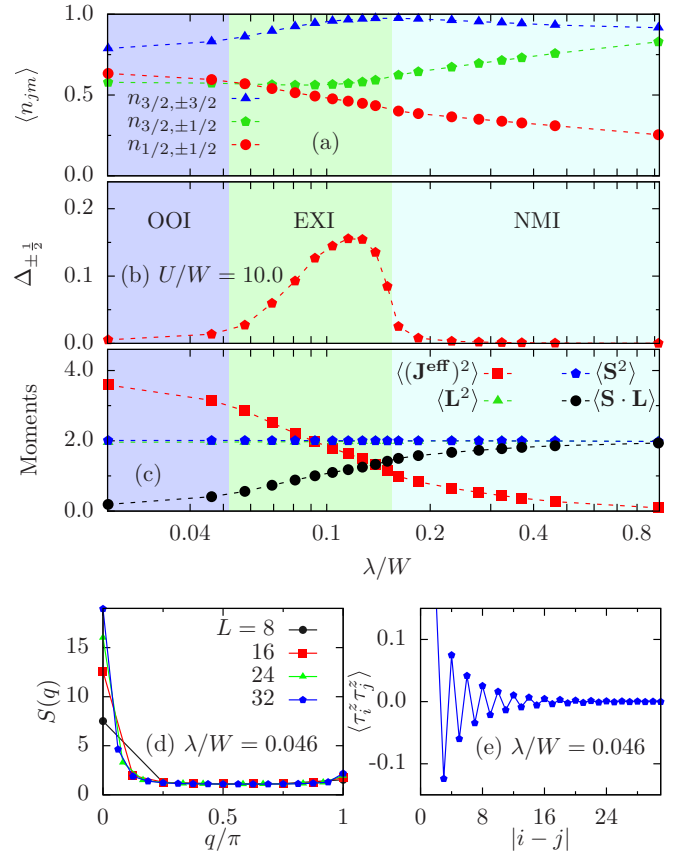 1.0
⟨n_{jm}⟩
0.5
n_{3/2,±3/2}
n_{3/2,±1/2}
n_{1/2,±1/2}
(a)
0.0
0.2
OOI EXI NMI
Δ_{±1/2}
0.1
(b) U/W = 10.0
0.0
4.0
⟨(J^{eff})^2⟩ ⟨S^2⟩
⟨L^2⟩ ⟨S · L⟩
Moments
2.0
(c)
0.0
0.04 0.1 0.2 0.4 0.8
λ/W
S(q)
15
10
5
0
L = 8
16
24
32
(d) λ/W = 0.046
0 0.5 1
q/π
⟨τ_i^z τ_j^z⟩
0.1
0.0
-0.1
(e) λ/W = 0.046
0 8 16 24
|i − j|